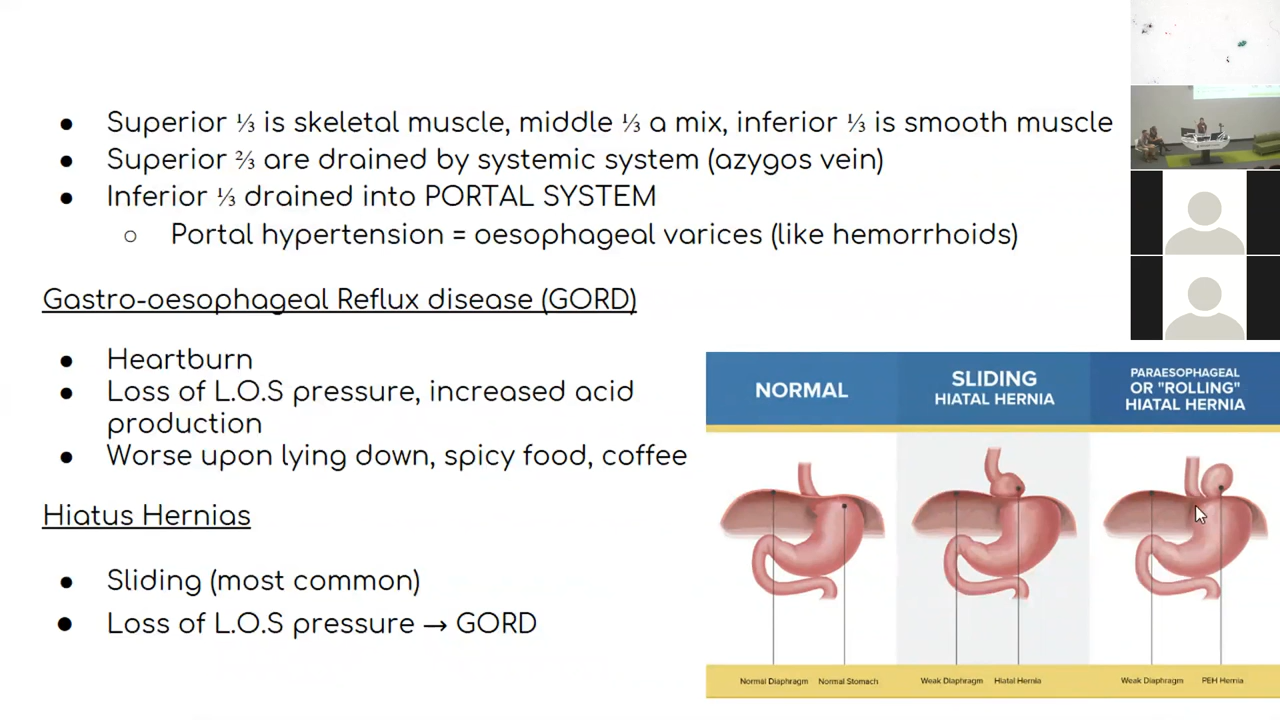 ● Superior ⅓ is skeletal muscle, middle ⅓ a mix, inferior ⅓ is smooth muscle
● Superior ⅔ are drained by systemic system (azygos vein)
● Inferior ⅓ drained into PORTAL SYSTEM
○ Portal hypertension = oesophageal varices (like hemorrhoids)
Gastro-oesophageal Reflux disease (GORD)
● Heartburn
● Loss of L.O.S pressure, increased acid
production
● Worse upon lying down, spicy food, coffee
Hiatus Hernias
● Sliding (most common)
● Loss of L.O.S pressure → GORD
NORMAL
SLIDING
HIATAL HERNIA
PARAESOPHAGEAL
OR "ROLLING"
HIATAL HERNIA
Normal Diaphragm Normal Stomach
Weak Diaphragm Hiatal Hernia
Weak Diaphragm PEH Hernia